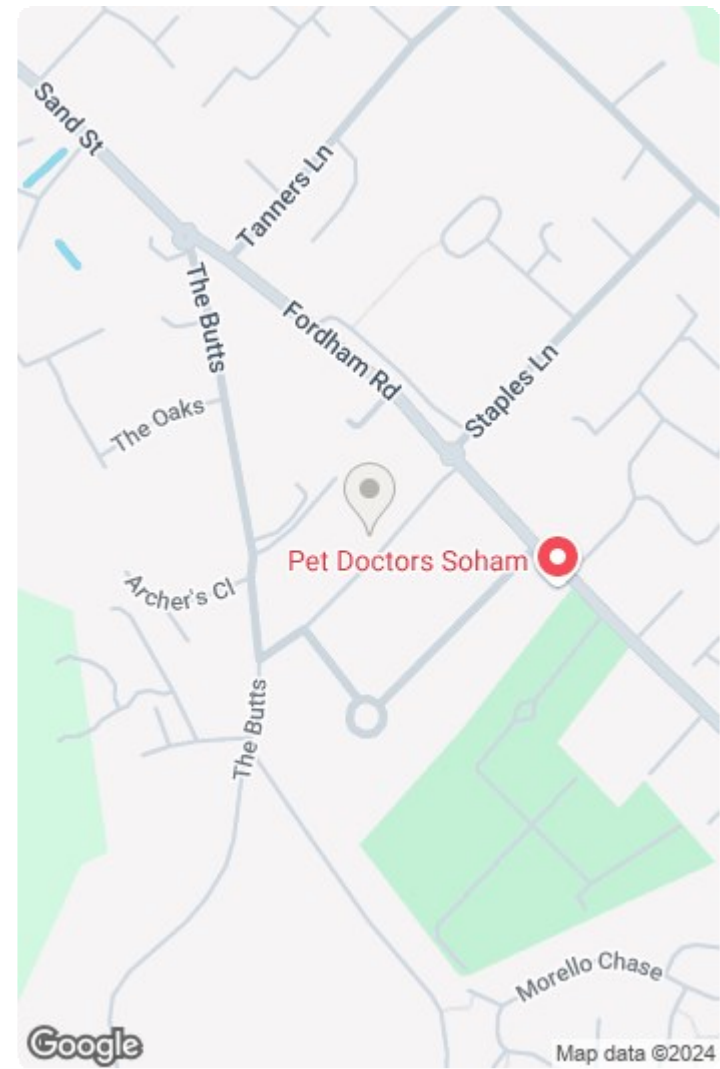 Sand St
Tanners Ln
The Butts
Fordham Rd
Staples Ln
The Oaks
Pet Doctors Soham
Archer's Cl
The Butts
Morello Chase
Google
Map data ©2024